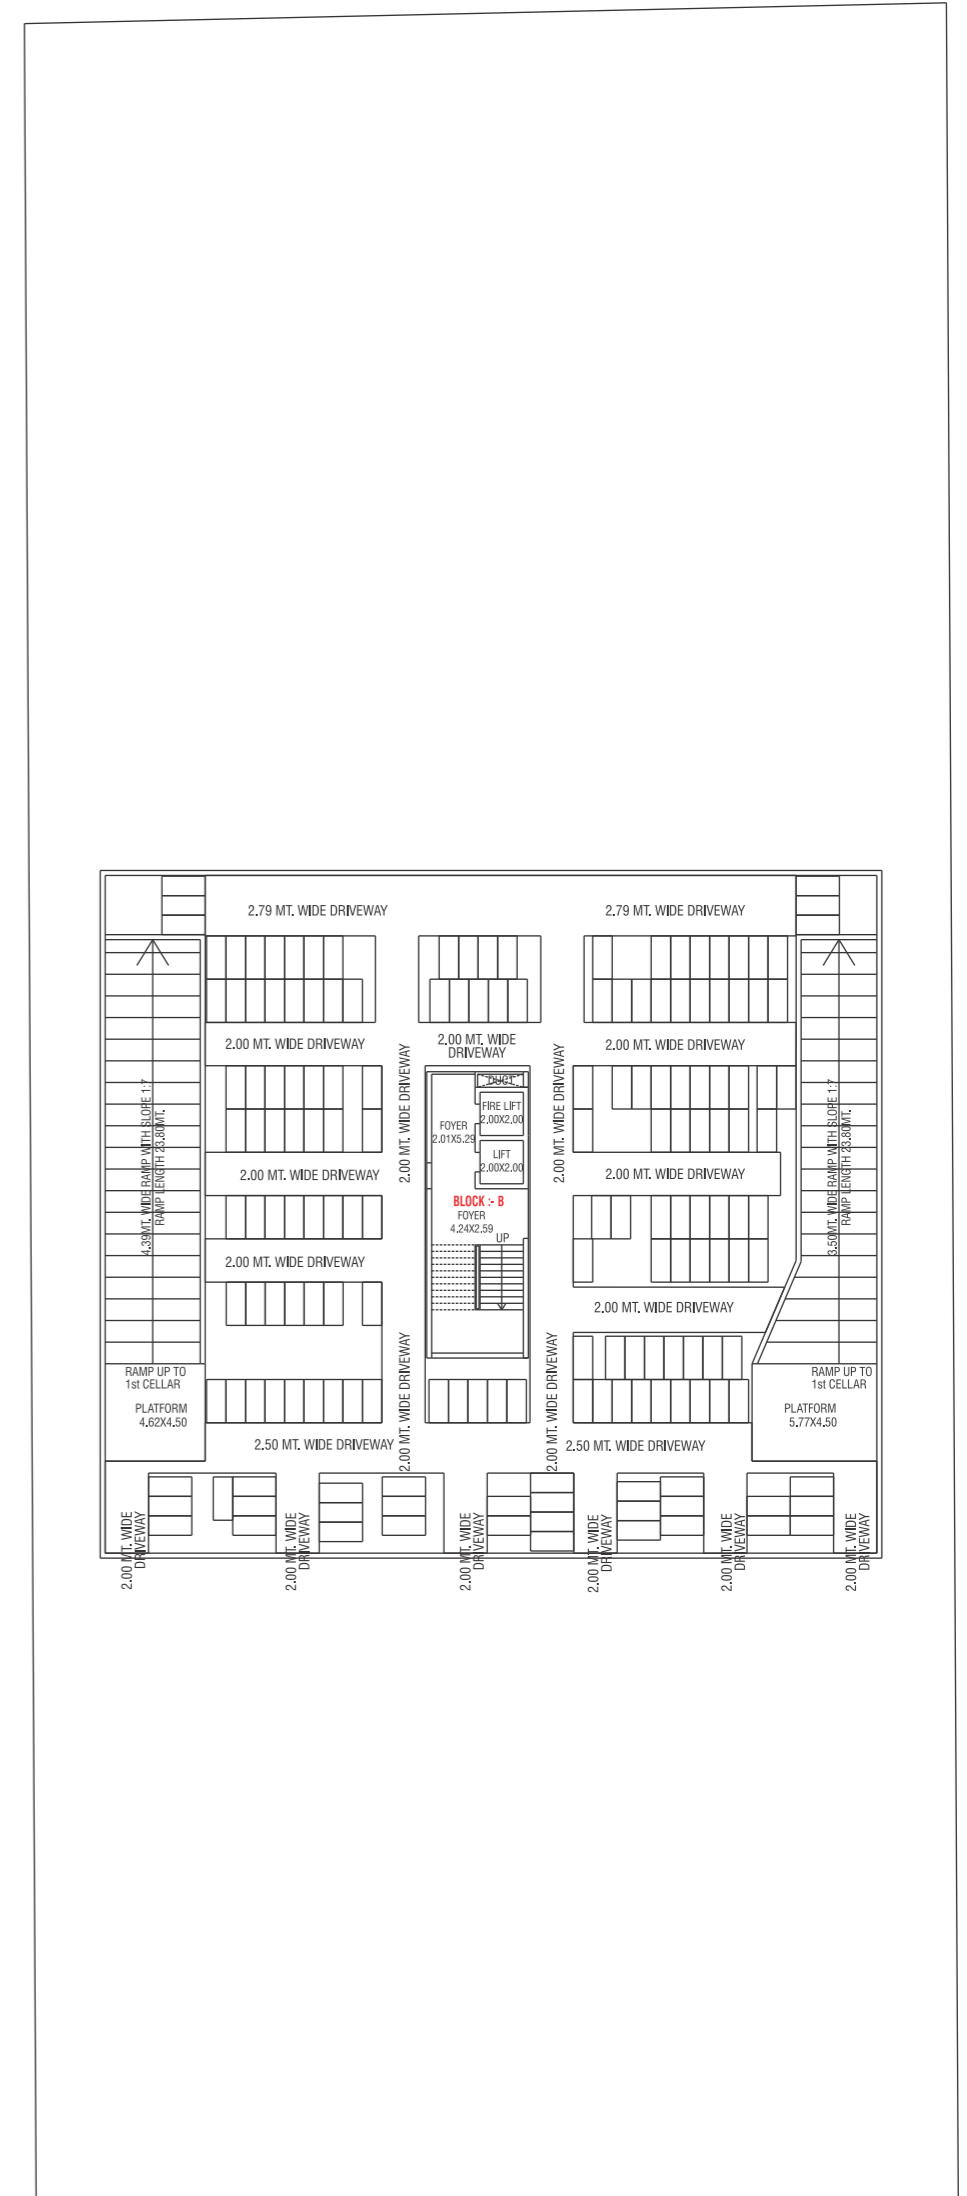 2.79 MT. WIDE DRIVEWAY
2.79 MT. WIDE DRIVEWAY
2.00 MT. WIDE DRIVEWAY
2.00 MT. WIDE
DRIVEWAY
2.00 MT. WIDE DRIVEWAY
4.39MT. WIDE RAMP WITH SLOPE 1:7
RAMP LENGTH 23.80MT.
2.00 MT. WIDE DRIVEWAY
DUCT
FIRE LIFT
2.00X2.00
FOYER
2.01X5.29
LIFT
2.00X2.00
2.00 MT. WIDE DRIVEWAY
3.50MT. WIDE RAMP WITH SLOPE 1:7
RAMP LENGTH 23.80MT.
2.00 MT. WIDE DRIVEWAY
2.00 MT. WIDE DRIVEWAY
BLOCK :- B
FOYER
4.24X2.59
UP
2.00 MT. WIDE DRIVEWAY
2.00 MT. WIDE DRIVEWAY
RAMP UP TO
1st CELLAR
PLATFORM
4.62X4.50
2.00 MT. WIDE DRIVEWAY
2.00 MT. WIDE DRIVEWAY
RAMP UP TO
1st CELLAR
PLATFORM
5.77X4.50
2.50 MT. WIDE DRIVEWAY
2.50 MT. WIDE DRIVEWAY
2.00 MT. WIDE
DRIVEWAY
2.00 MT. WIDE
DRIVEWAY
2.00 MT. WIDE
DRIVEWAY
2.00 MT. WIDE
DRIVEWAY
2.00 MT. WIDE
DRIVEWAY
2.00 MT. WIDE
DRIVEWAY